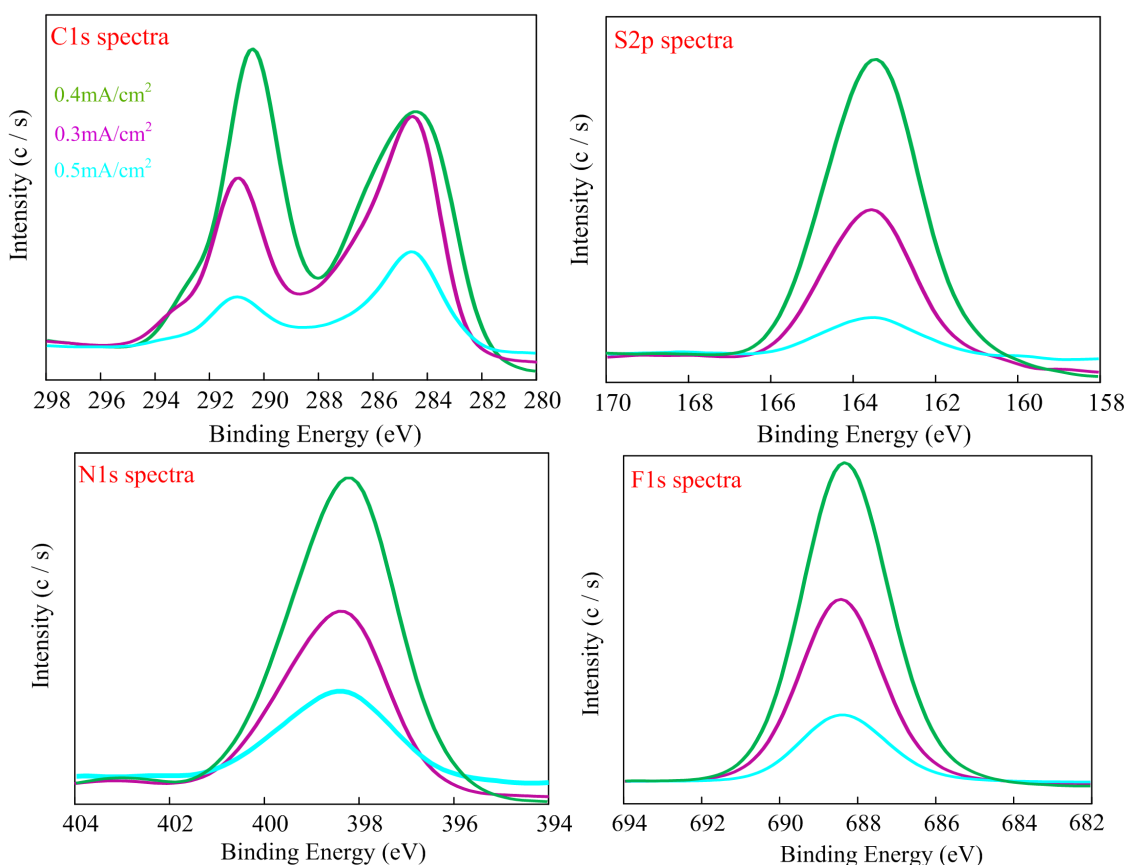 C1s spectra
0.4mA/cm²
0.3mA/cm²
0.5mA/cm²
Intensity (c / s)
298 296 294 292 290 288 286 284 282 280
Binding Energy (eV)
S2p spectra
Intensity (c / s)
170 168 166 164 162 160 158
Binding Energy (eV)
N1s spectra
Intensity (c / s)
404 402 400 398 396 394
Binding Energy (eV)
F1s spectra
Intensity (c / s)
694 692 690 688 686 684 682
Binding Energy (eV)